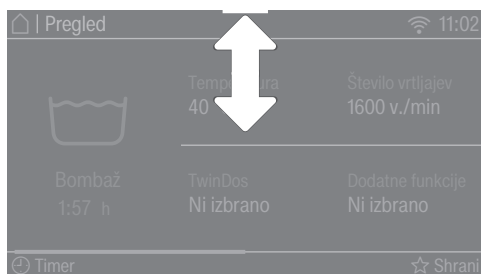 Pregled 11:02
Temperatura Število vrtljajev
40 1600 v./min
Bombaž TwinDos Dodatne funkcije
1:57 h Ni izbrano Ni izbrano
Timer Shrani